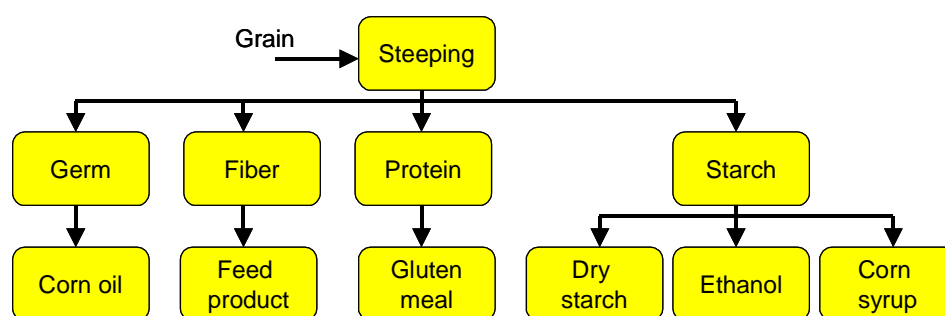 Grain
Steeping
Germ
Fiber
Protein
Starch
Corn oil
Feed
product
Gluten
meal
Dry
starch
Ethanol
Corn
syrup